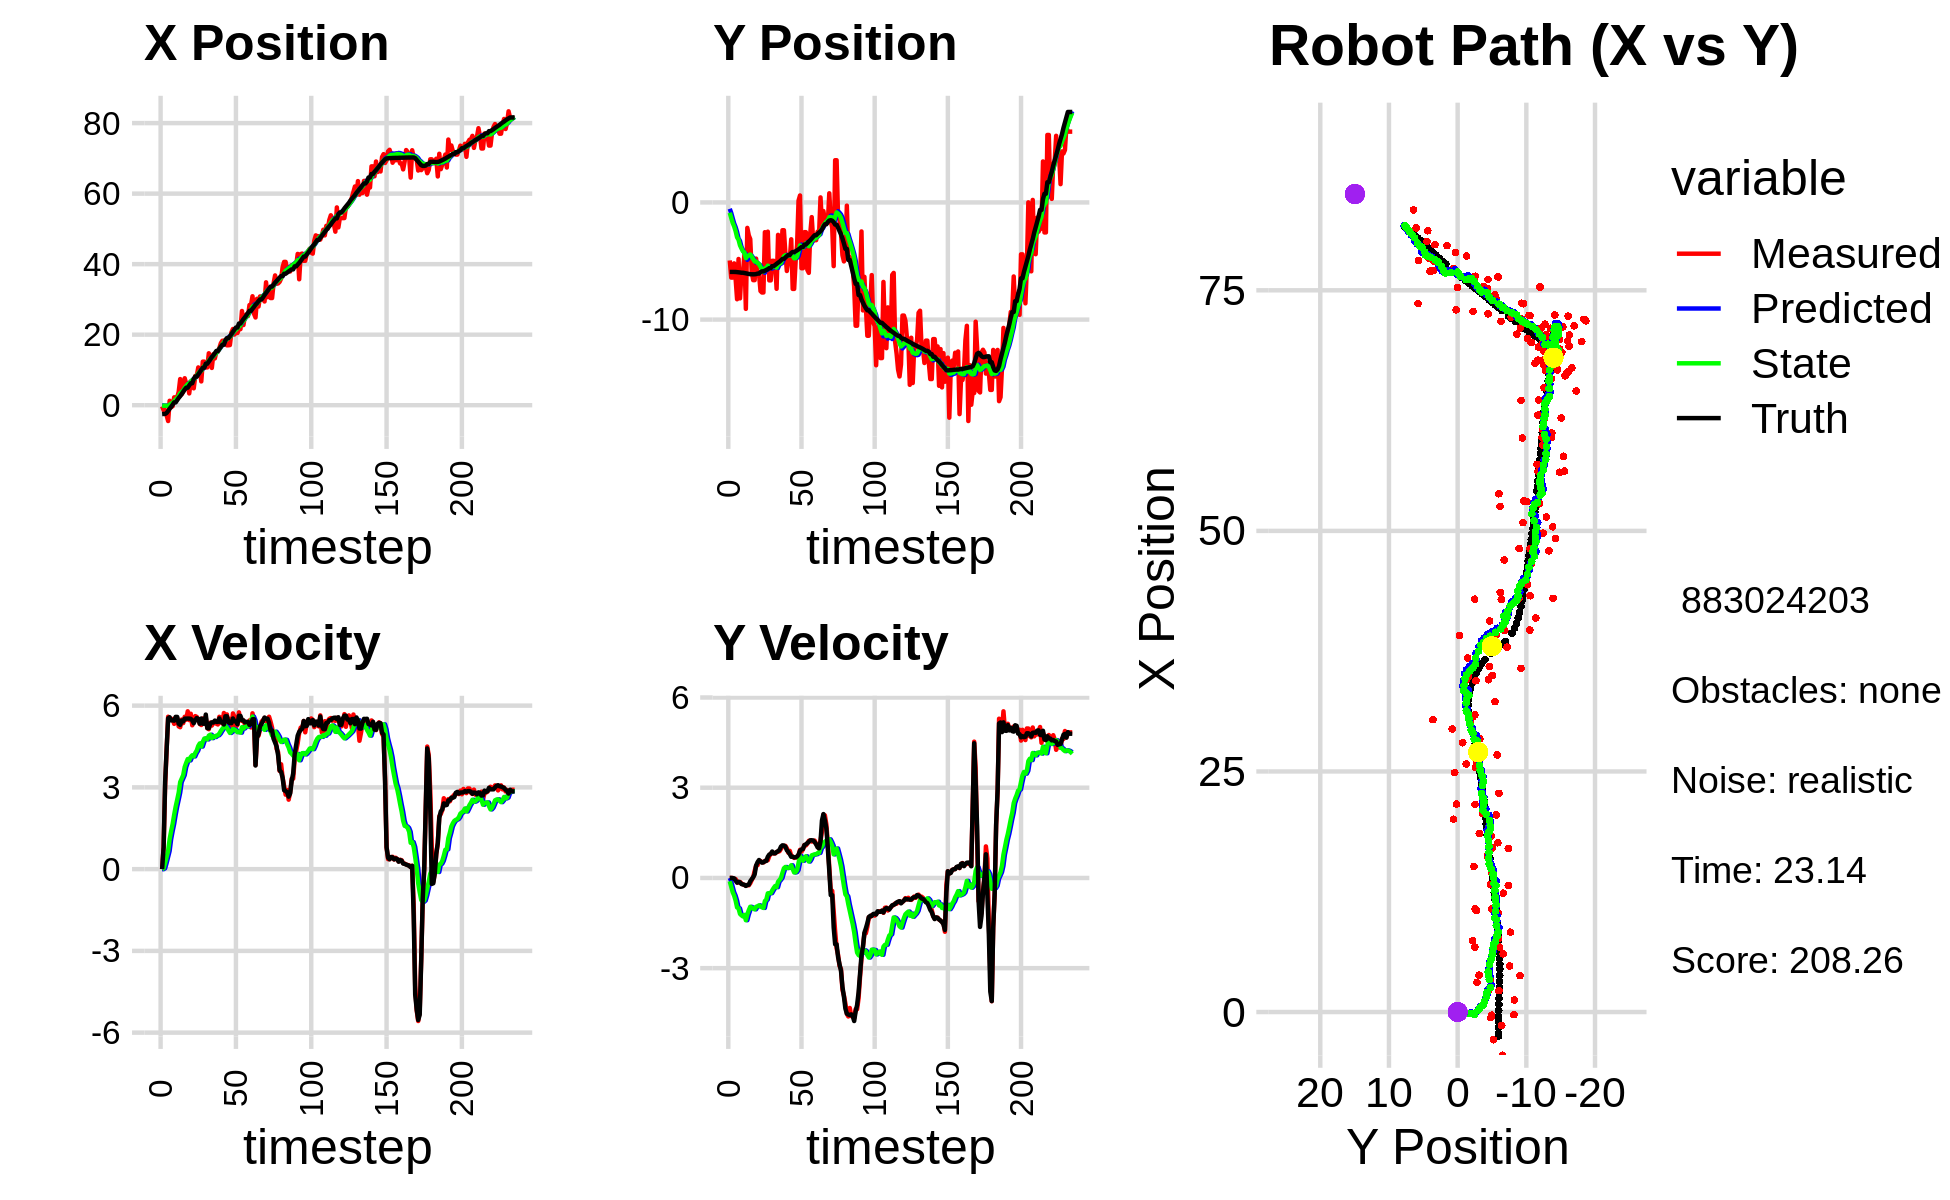 X Position
80
60
40
20
0
0 50 100 150 200
timestep
Y Position
0
-10
0 50 100 150 200
timestep
X Velocity
6
3
0
-3
-6
0 50 100 150 200
timestep
Y Velocity
6
3
0
-3
0 50 100 150 200
timestep
Robot Path (X vs Y)
X Position
75
50
25
0
20 10 0 -10 -20
Y Position
variable
Measured
Predicted
State
Truth
883024203
Obstacles: none
Noise: realistic
Time: 23.14
Score: 208.26